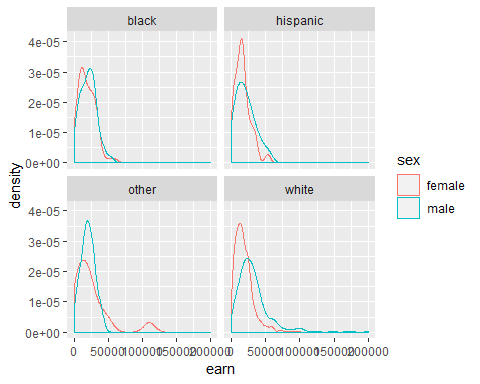 black hispanic
4e-05
3e-05
2e-05
1e-05
0e+00
other white
4e-05
3e-05
2e-05
1e-05
0e+00
0 50000 100000 150000 200000 0 50000 100000 150000 200000
earn
density
sex
female
male